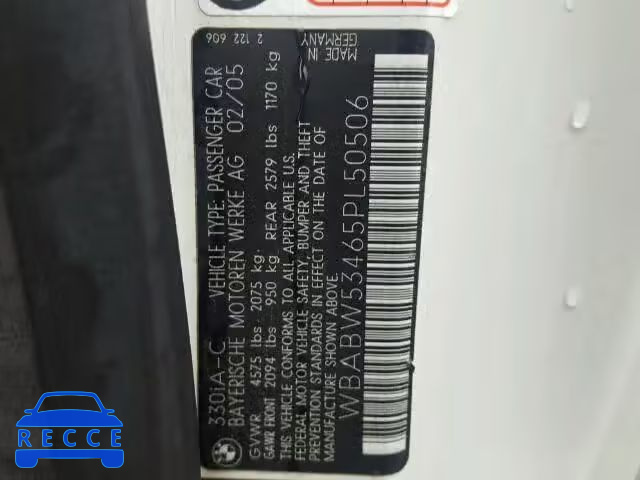 330iA-C VEHICLE TYPE: PASSENGER CAR
BAYERISCHE MOTOREN WERKE AG 02/05
GVWR 4575 lbs 2075 kg
GAWR FRONT 2094 lbs 950 kg REAR 2579 lbs 1170 kg
THIS VEHICLE CONFORMS TO ALL APPLICABLE U.S.
FEDERAL MOTOR VEHICLE SAFETY, BUMPER AND THEFT
PREVENTION STANDARDS IN EFFECT ON THE DATE OF
MANUFACTURE SHOWN ABOVE.
WBABW53465PL50506
2 122 606
MADE IN
GERMANY
RECCE